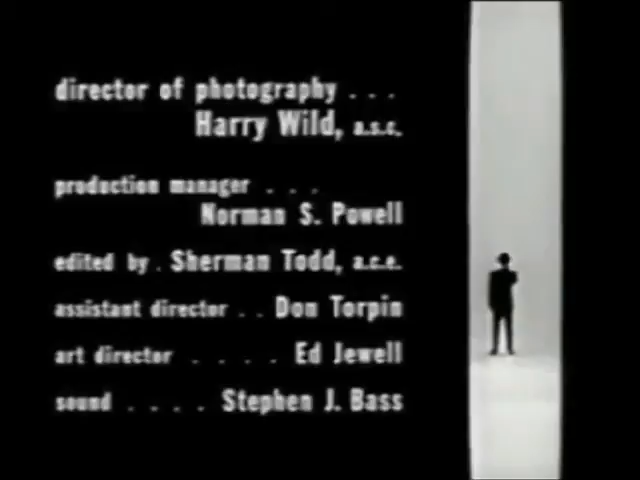 director of photography . . .
Harry Wild, a.s.c.
production manager . . .
Norman S. Powell
edited by . Sherman Todd, a.c.e.
assistant director . . Don Torpin
art director . . . . Ed Jewell
sound . . . . Stephen J. Bass